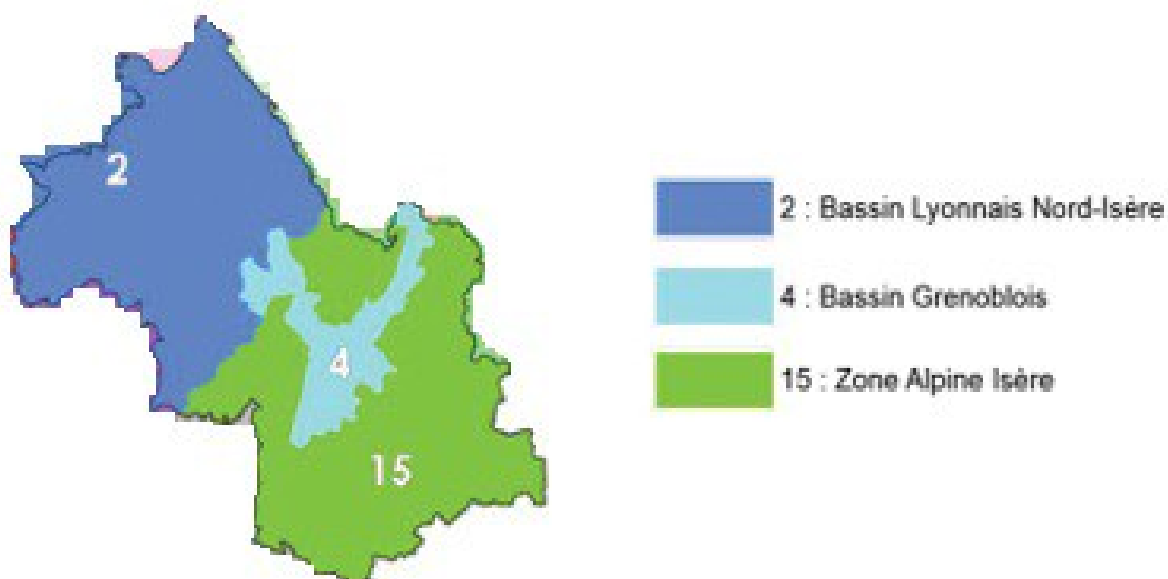 2
4
15
2 : Bassin Lyonnais Nord-Isère
4 : Bassin Grenoblois
15 : Zone Alpine Isère